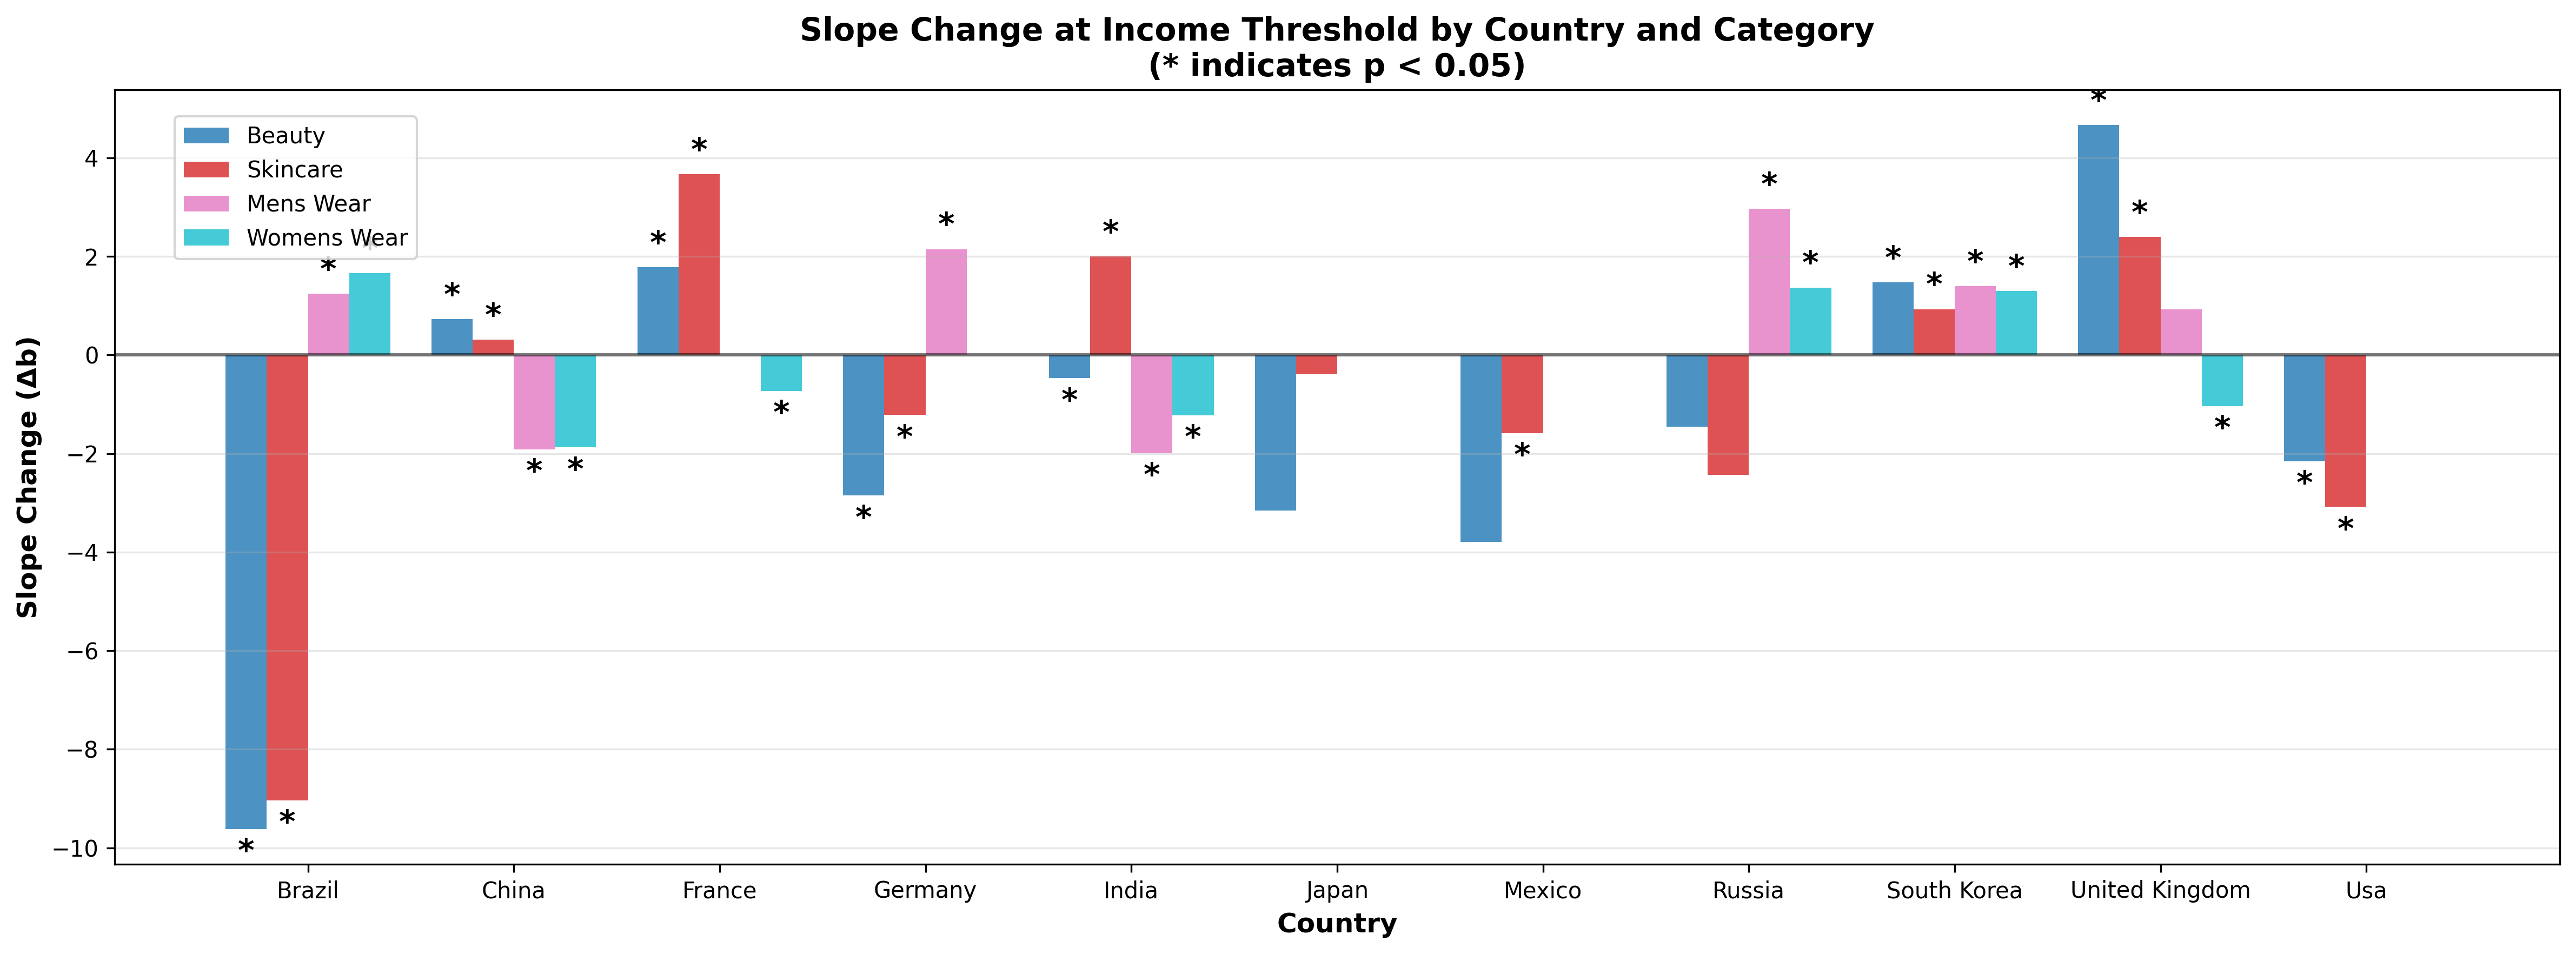 Slope Change at Income Threshold by Country and Category
(* indicates p < 0.05)
Beauty
Skincare
Mens Wear
Womens Wear
Slope Change (Δb)
4
2
0
−2
−4
−6
−8
−10
* * * *
* * * *
* * *
* * *
* * * *
*
* *
* * * *
* * *
* *
Brazil China France Germany India Japan Mexico Russia South Korea United Kingdom Usa
Country